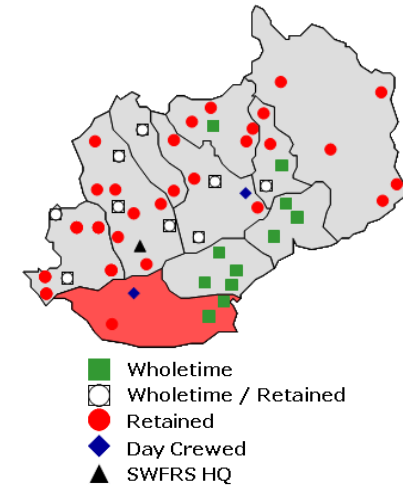 Wholetime
Wholetime / Retained
Retained
Day Crewed
SWFRS HQ